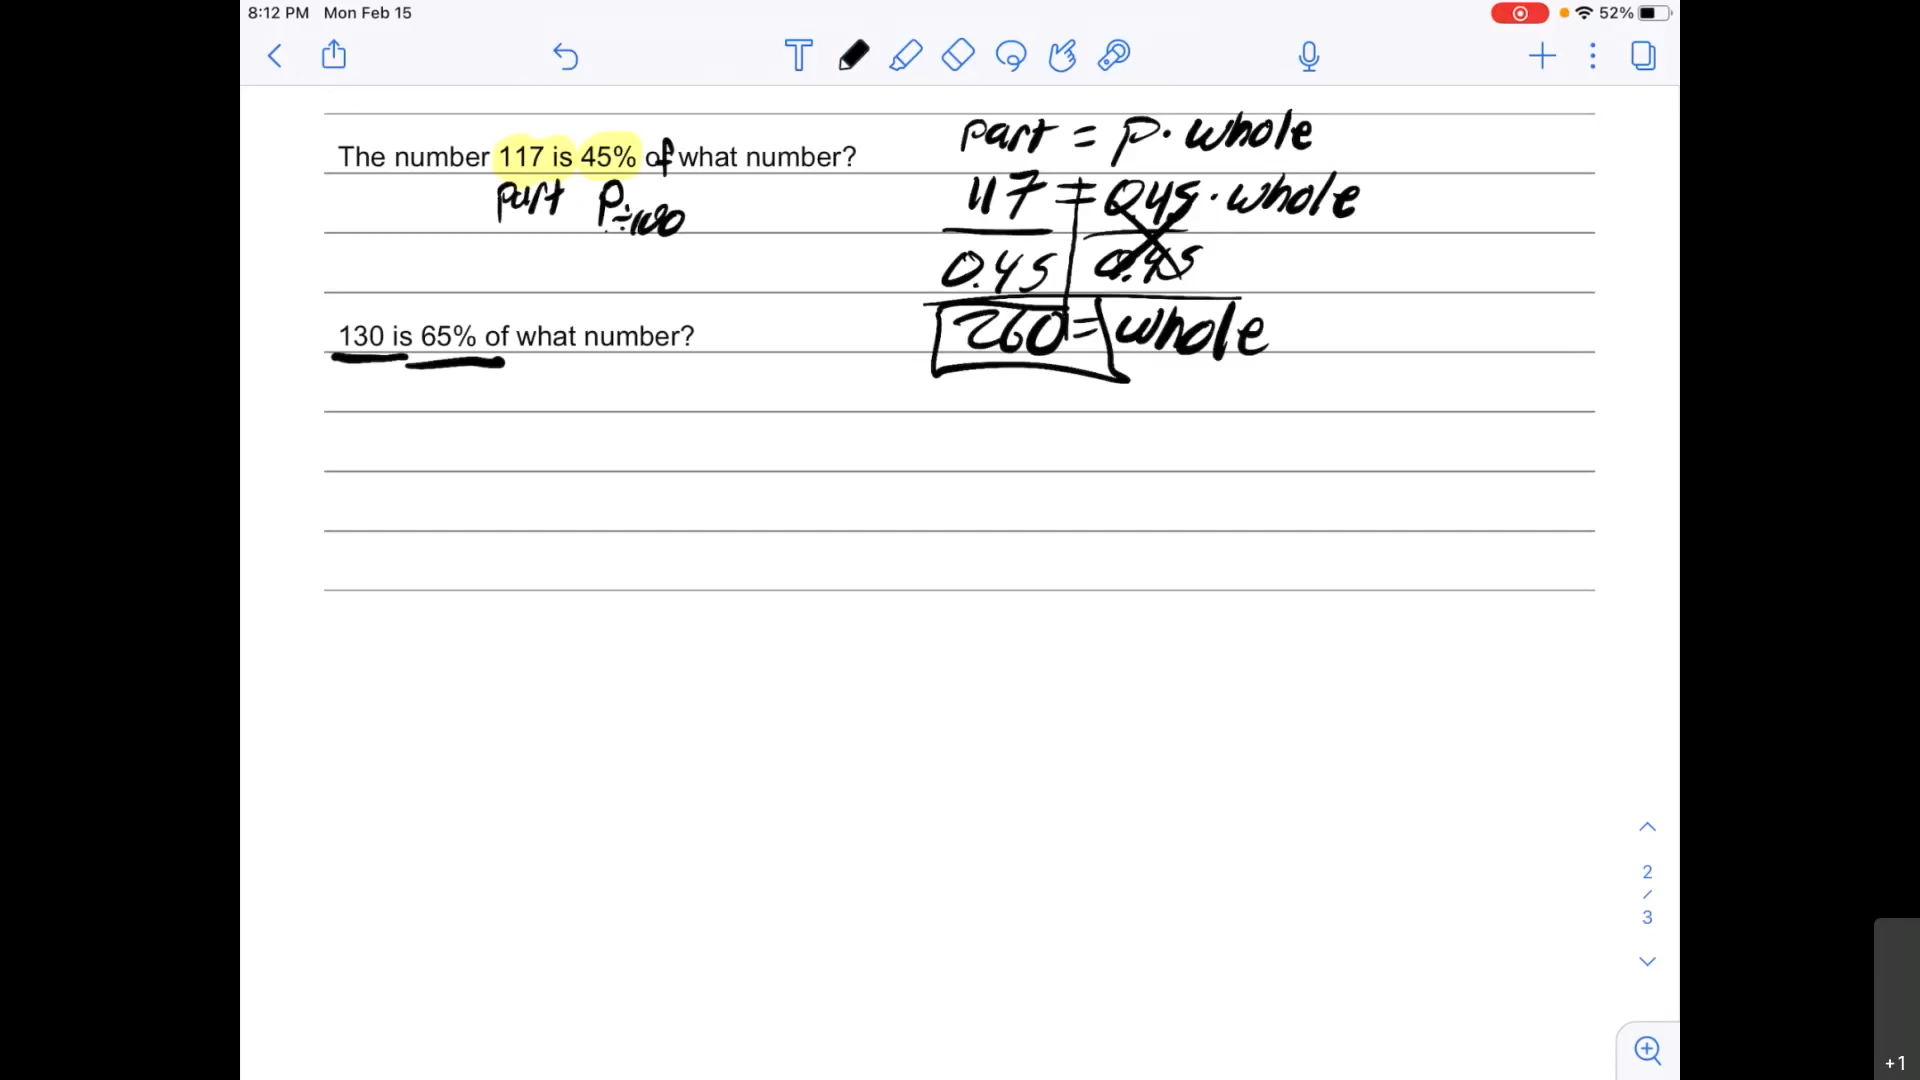 8:12 PM Mon Feb 15
52%
The number 117 is 45% of what number?
part P ÷100
part = P · whole
117 = 0.45 · whole
0.45 0.45
260 = whole
130 is 65% of what number?
2
/
3
+1